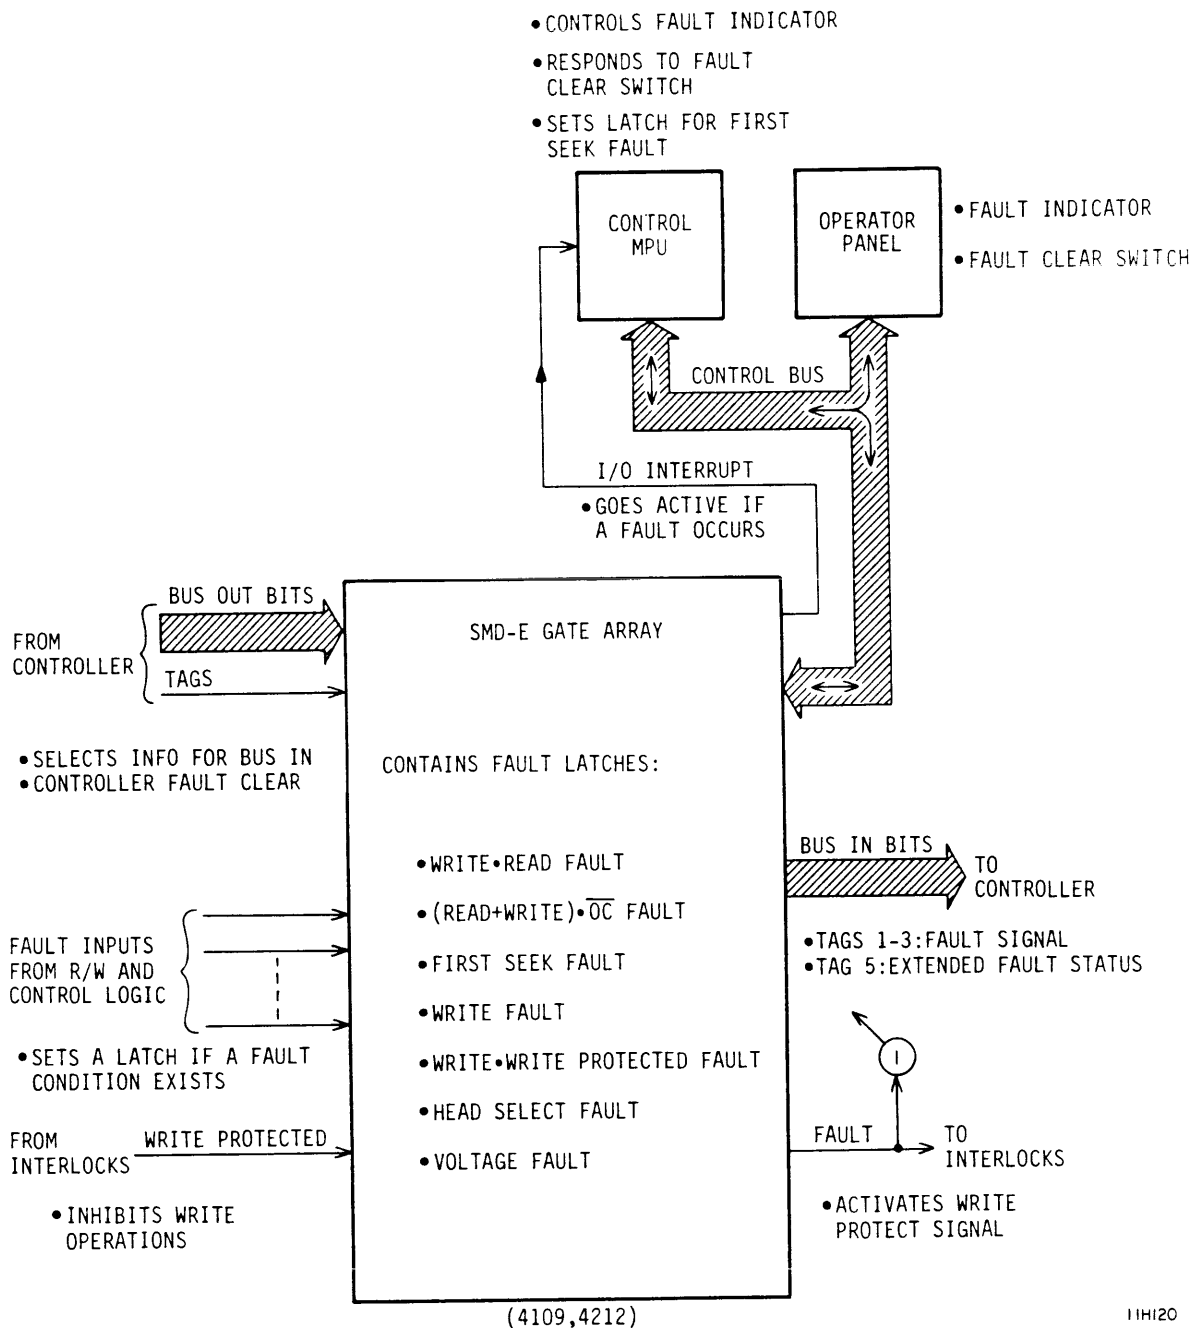 •CONTROLS FAULT INDICATOR
•RESPONDS TO FAULT
CLEAR SWITCH
•SETS LATCH FOR FIRST
SEEK FAULT
CONTROL
MPU
OPERATOR
PANEL
•FAULT INDICATOR
•FAULT CLEAR SWITCH
CONTROL BUS
I/O INTERRUPT
•GOES ACTIVE IF
A FAULT OCCURS
BUS OUT BITS
FROM
CONTROLLER
TAGS
•SELECTS INFO FOR BUS IN
•CONTROLLER FAULT CLEAR
SMD-E GATE ARRAY
CONTAINS FAULT LATCHES:
•WRITE•READ FAULT
•(READ+WRITE)•O̅C̅ FAULT
•FIRST SEEK FAULT
•WRITE FAULT
•WRITE•WRITE PROTECTED FAULT
•HEAD SELECT FAULT
•VOLTAGE FAULT
FAULT INPUTS
FROM R/W AND
CONTROL LOGIC
•SETS A LATCH IF A FAULT
CONDITION EXISTS
FROM
INTERLOCKS
WRITE PROTECTED
•INHIBITS WRITE
OPERATIONS
BUS IN BITS
TO
CONTROLLER
•TAGS 1-3:FAULT SIGNAL
•TAG 5:EXTENDED FAULT STATUS
I
FAULT
TO
INTERLOCKS
•ACTIVATES WRITE
PROTECT SIGNAL
(4109,4212)
11H120